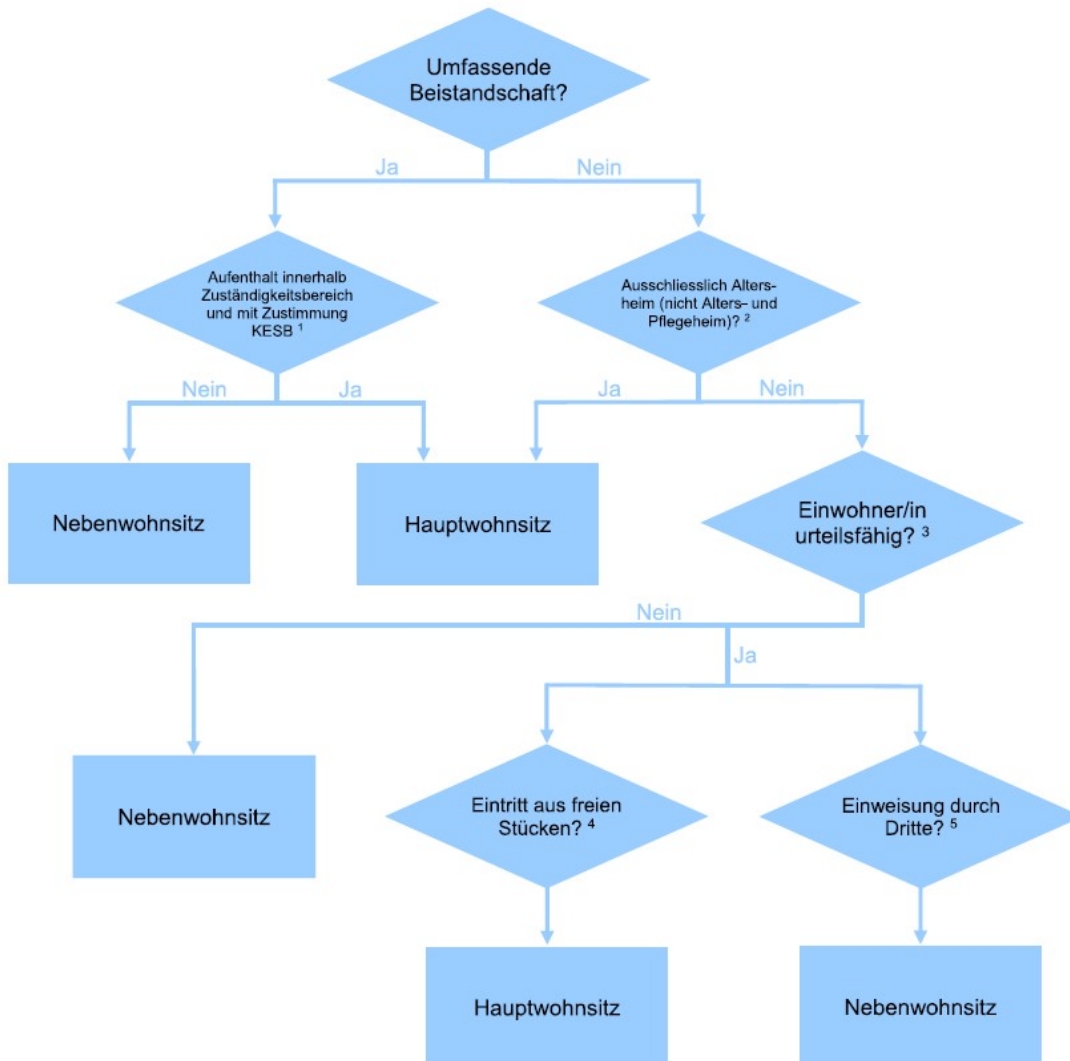 Umfassende
Beistandschaft?
Ja
Nein
Aufenthalt innerhalb
Zuständigkeitsbereich
und mit Zustimmung
KESB ¹
Ausschliesslich Alters-
heim (nicht Alters– und
Pflegeheim)? ²
Nein
Ja
Ja
Nein
Nebenwohnsitz
Hauptwohnsitz
Einwohner/in
urteilsfähig? ³
Nein
Ja
Nebenwohnsitz
Eintritt aus freien
Stücken? ⁴
Einweisung durch
Dritte? ⁵
Hauptwohnsitz
Nebenwohnsitz